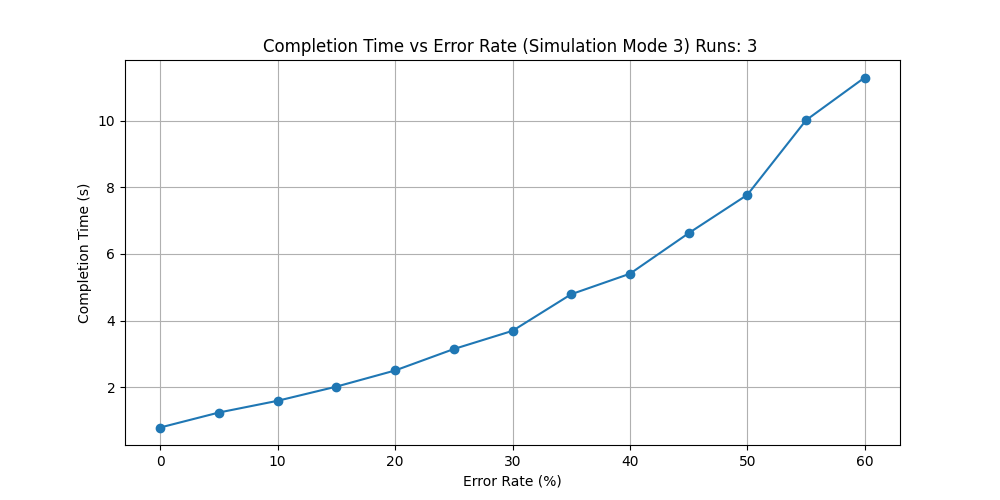 Completion Time vs Error Rate (Simulation Mode 3) Runs: 3
Completion Time (s)
10
8
6
4
2
0 10 20 30 40 50 60
Error Rate (%)